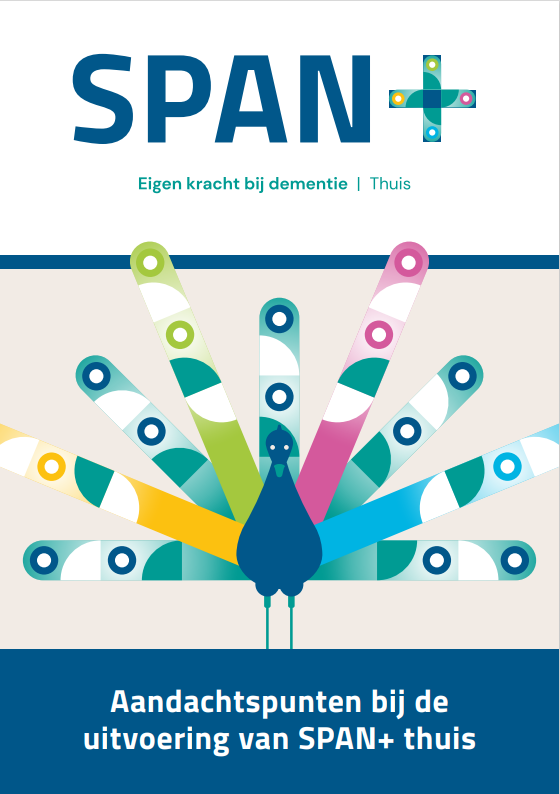 SPAN+
Eigen kracht bij dementie | Thuis
Aandachtspunten bij de
uitvoering van SPAN+ thuis